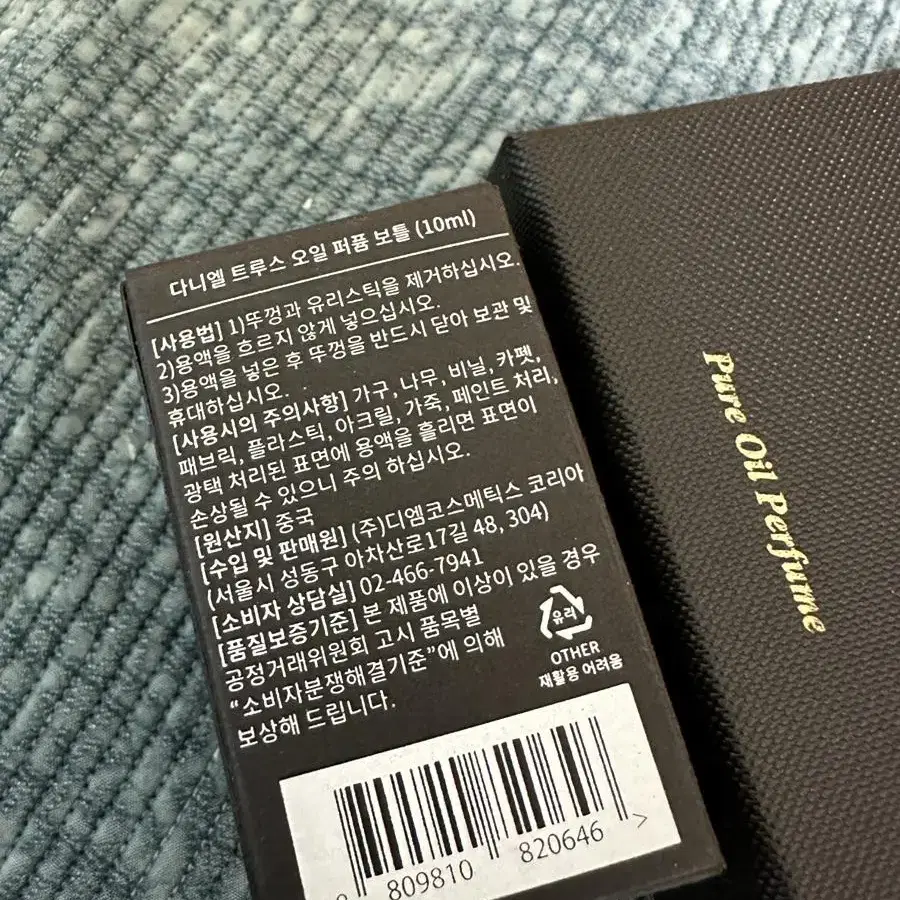 다니엘 트루스 오일 퍼퓸 보틀 (10ml)
[사용법] 1)뚜껑과 유리스틱을 제거하십시오.
2)용액을 흐르지 않게 넣으십시오.
3)용액을 넣은 후 뚜껑을 반드시 닫아 보관 및
휴대하십시오.
[사용시의 주의사항] 가구, 나무, 비닐, 카펫,
패브릭, 플라스틱, 아크릴, 가죽, 페인트 처리,
광택 처리된 표면에 용액을 흘리면 표면이
손상될 수 있으니 주의 하십시오.
[원산지] 중국
[수입 및 판매원] (주)디엠코스메틱스 코리아
(서울시 성동구 아차산로17길 48, 304)
[소비자 상담실] 02-466-7941
[품질보증기준] 본 제품에 이상이 있을 경우
공정거래위원회 고시 품목별
“소비자분쟁해결기준”에 의해
보상해 드립니다.
유리
OTHER
재활용 어려움
809810 820646 >
Pure Oil Perfume